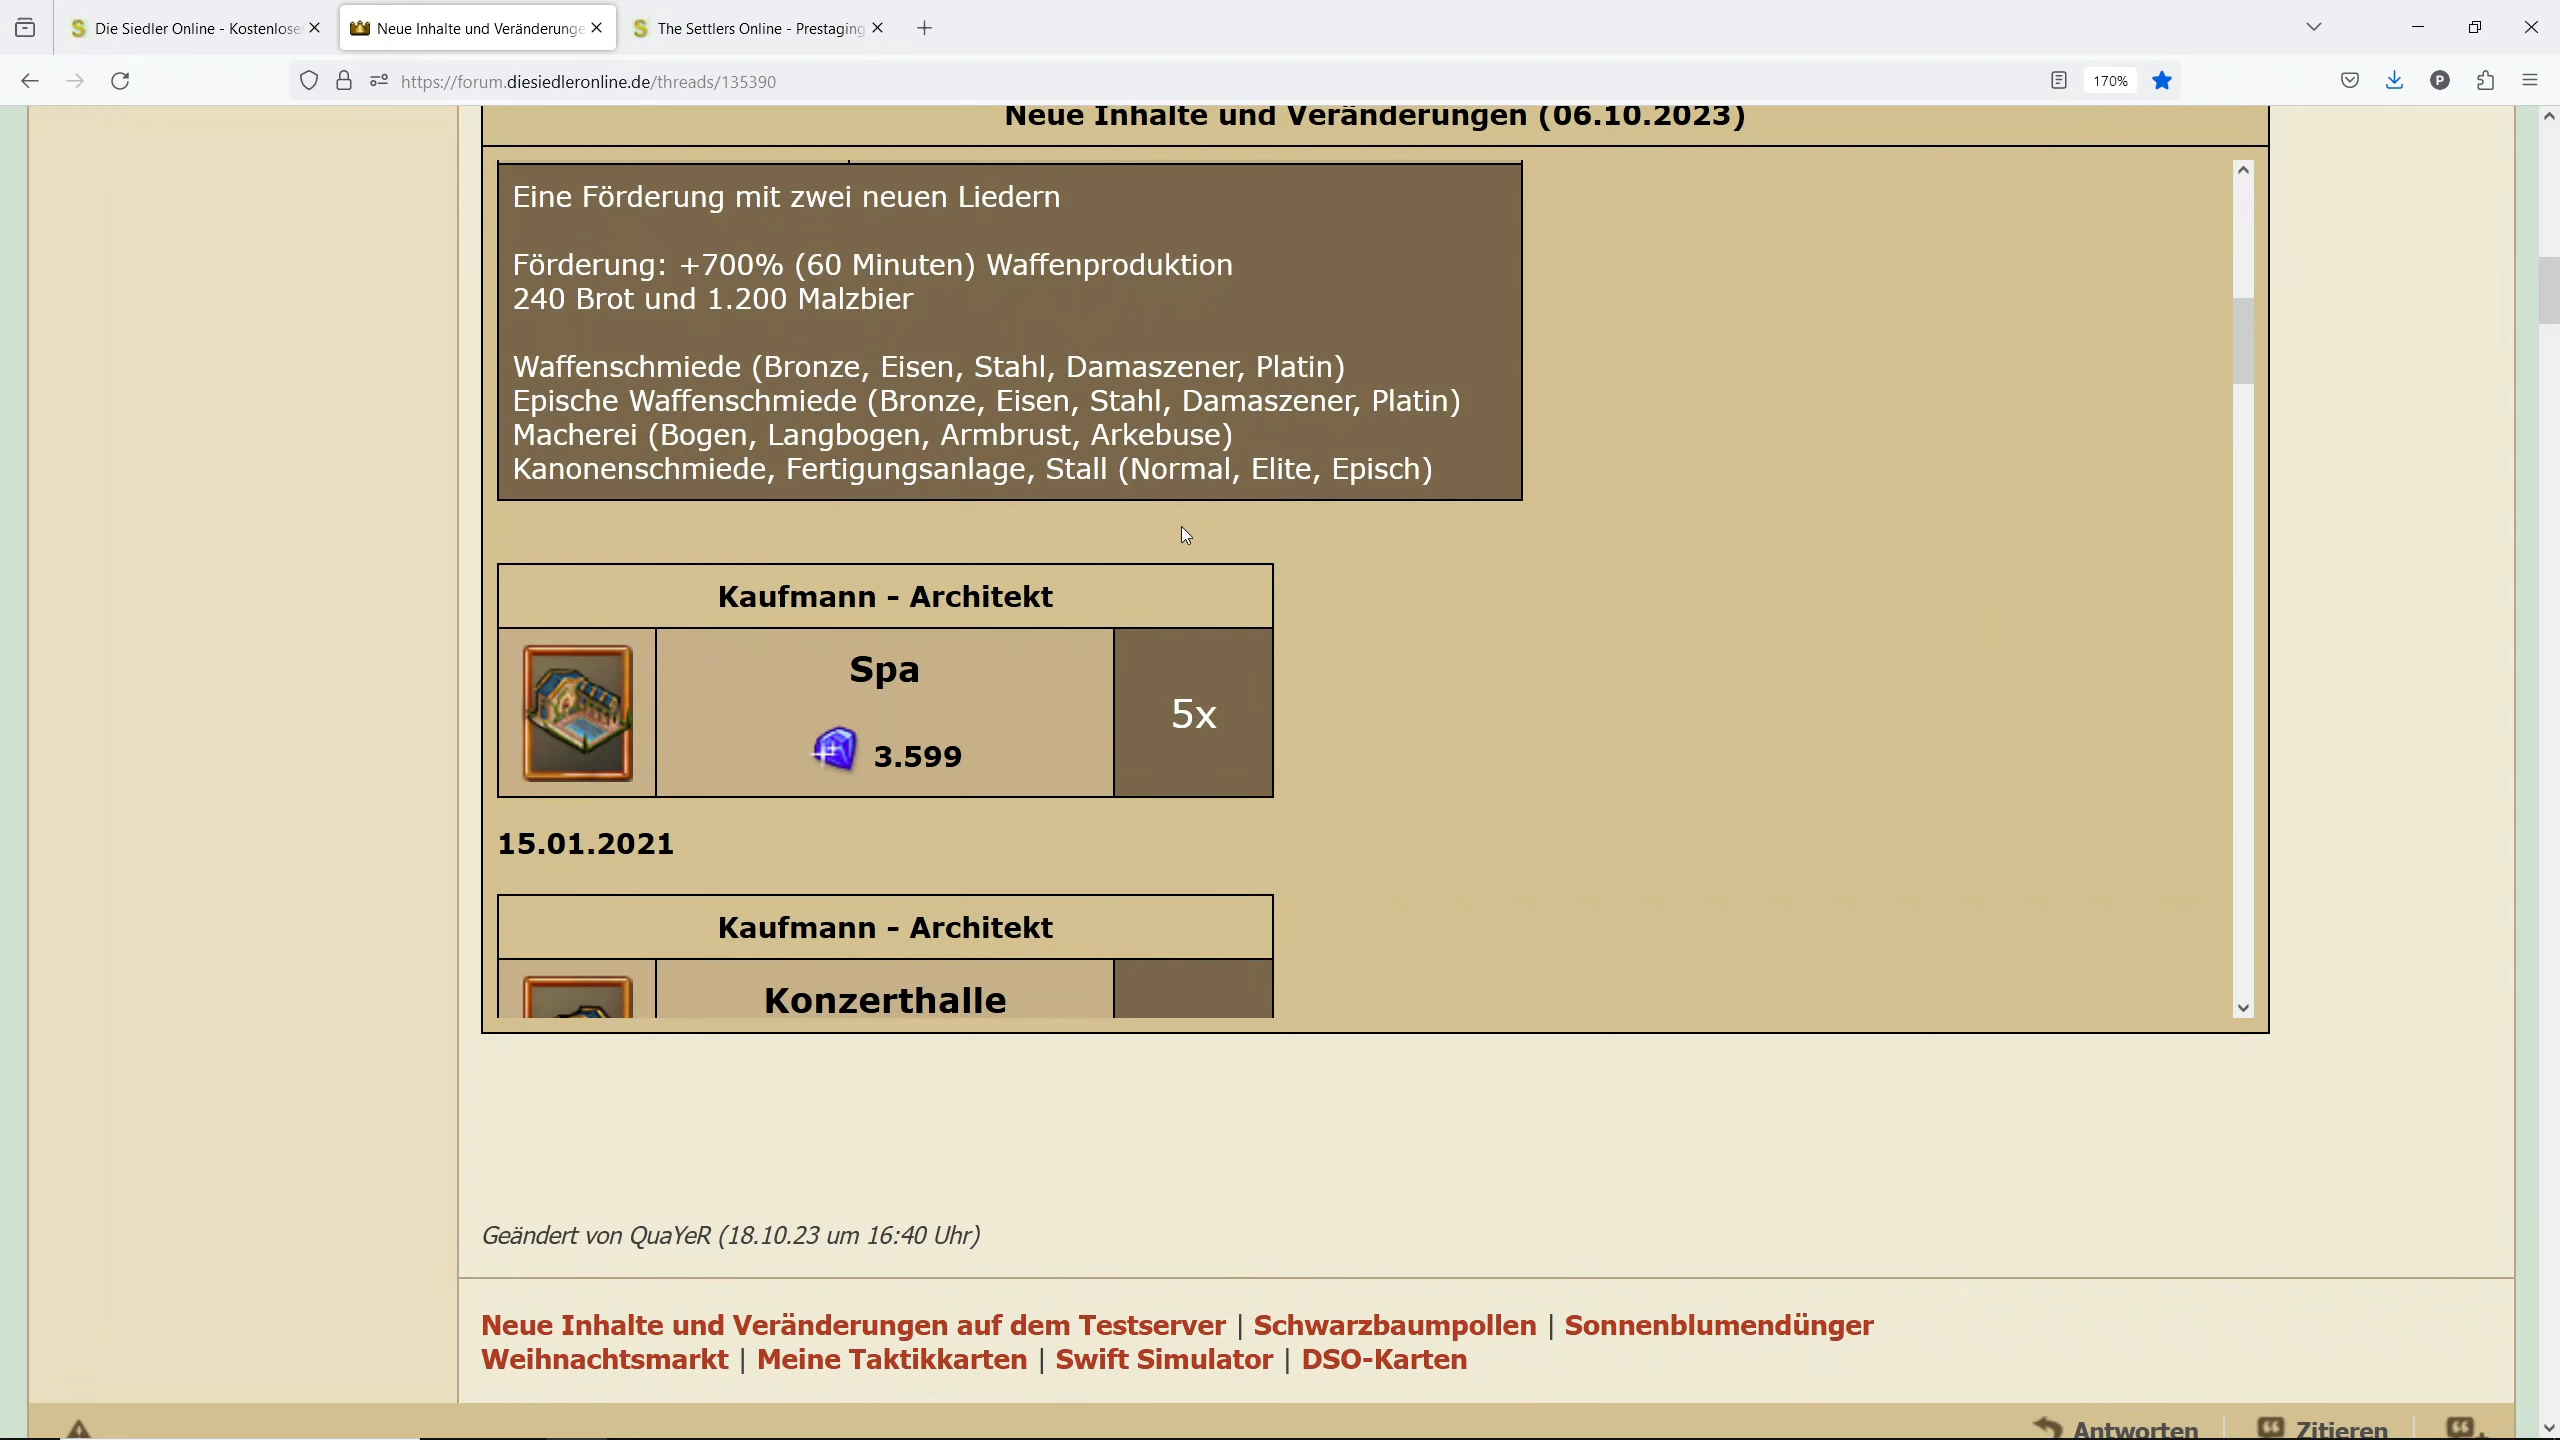 Die Siedler Online - Kostenloses
Neue Inhalte und Veränderunge
The Settlers Online - Prestaging
https://forum.diesiedleronline.de/threads/135390
170%
P
Neue Inhalte und Veränderungen (06.10.2023)
Eine Förderung mit zwei neuen Liedern
Förderung: +700% (60 Minuten) Waffenproduktion
240 Brot und 1.200 Malzbier
Waffenschmiede (Bronze, Eisen, Stahl, Damaszener, Platin)
Epische Waffenschmiede (Bronze, Eisen, Stahl, Damaszener, Platin)
Macherei (Bogen, Langbogen, Armbrust, Arkebuse)
Kanonenschmiede, Fertigungsanlage, Stall (Normal, Elite, Episch)
Kaufmann - Architekt
Spa
3.599
5x
15.01.2021
Kaufmann - Architekt
Konzerthalle
Geändert von QuaYeR (18.10.23 um 16:40 Uhr)
Neue Inhalte und Veränderungen auf dem Testserver | Schwarzbaumpollen | Sonnenblumendünger
Weihnachtsmarkt | Meine Taktikkarten | Swift Simulator | DSO-Karten
Antworten
Zitieren